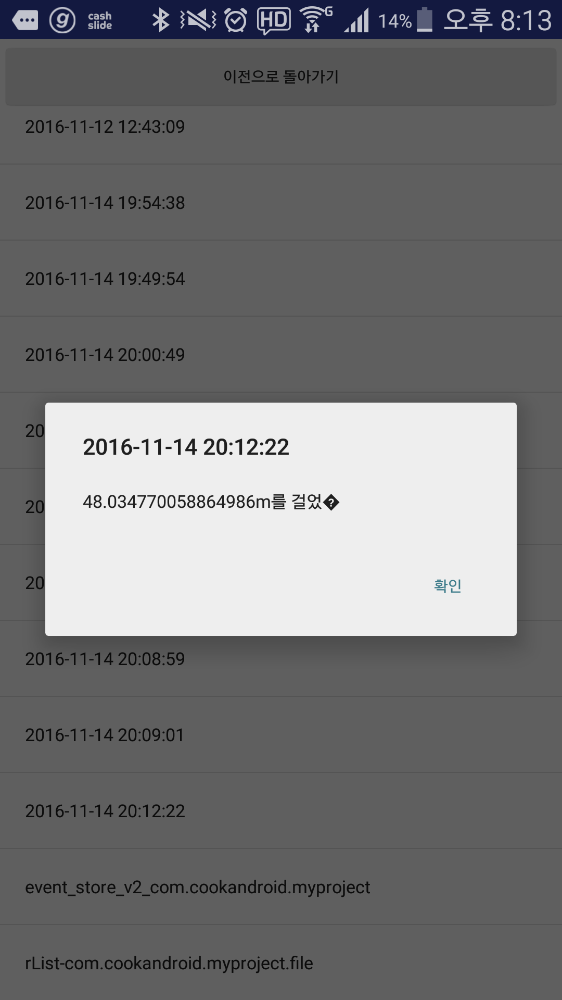 cash
slide
HD
G
14%
오후 8:13
이전으로 돌아가기
2016-11-12 12:43:09
2016-11-14 19:54:38
2016-11-14 19:49:54
2016-11-14 20:00:49
20
2016-11-14 20:12:22
48.034770058864986m를 걸었�
20
20
확인
2016-11-14 20:08:59
2016-11-14 20:09:01
2016-11-14 20:12:22
event_store_v2_com.cookandroid.myproject
rList-com.cookandroid.myproject.file